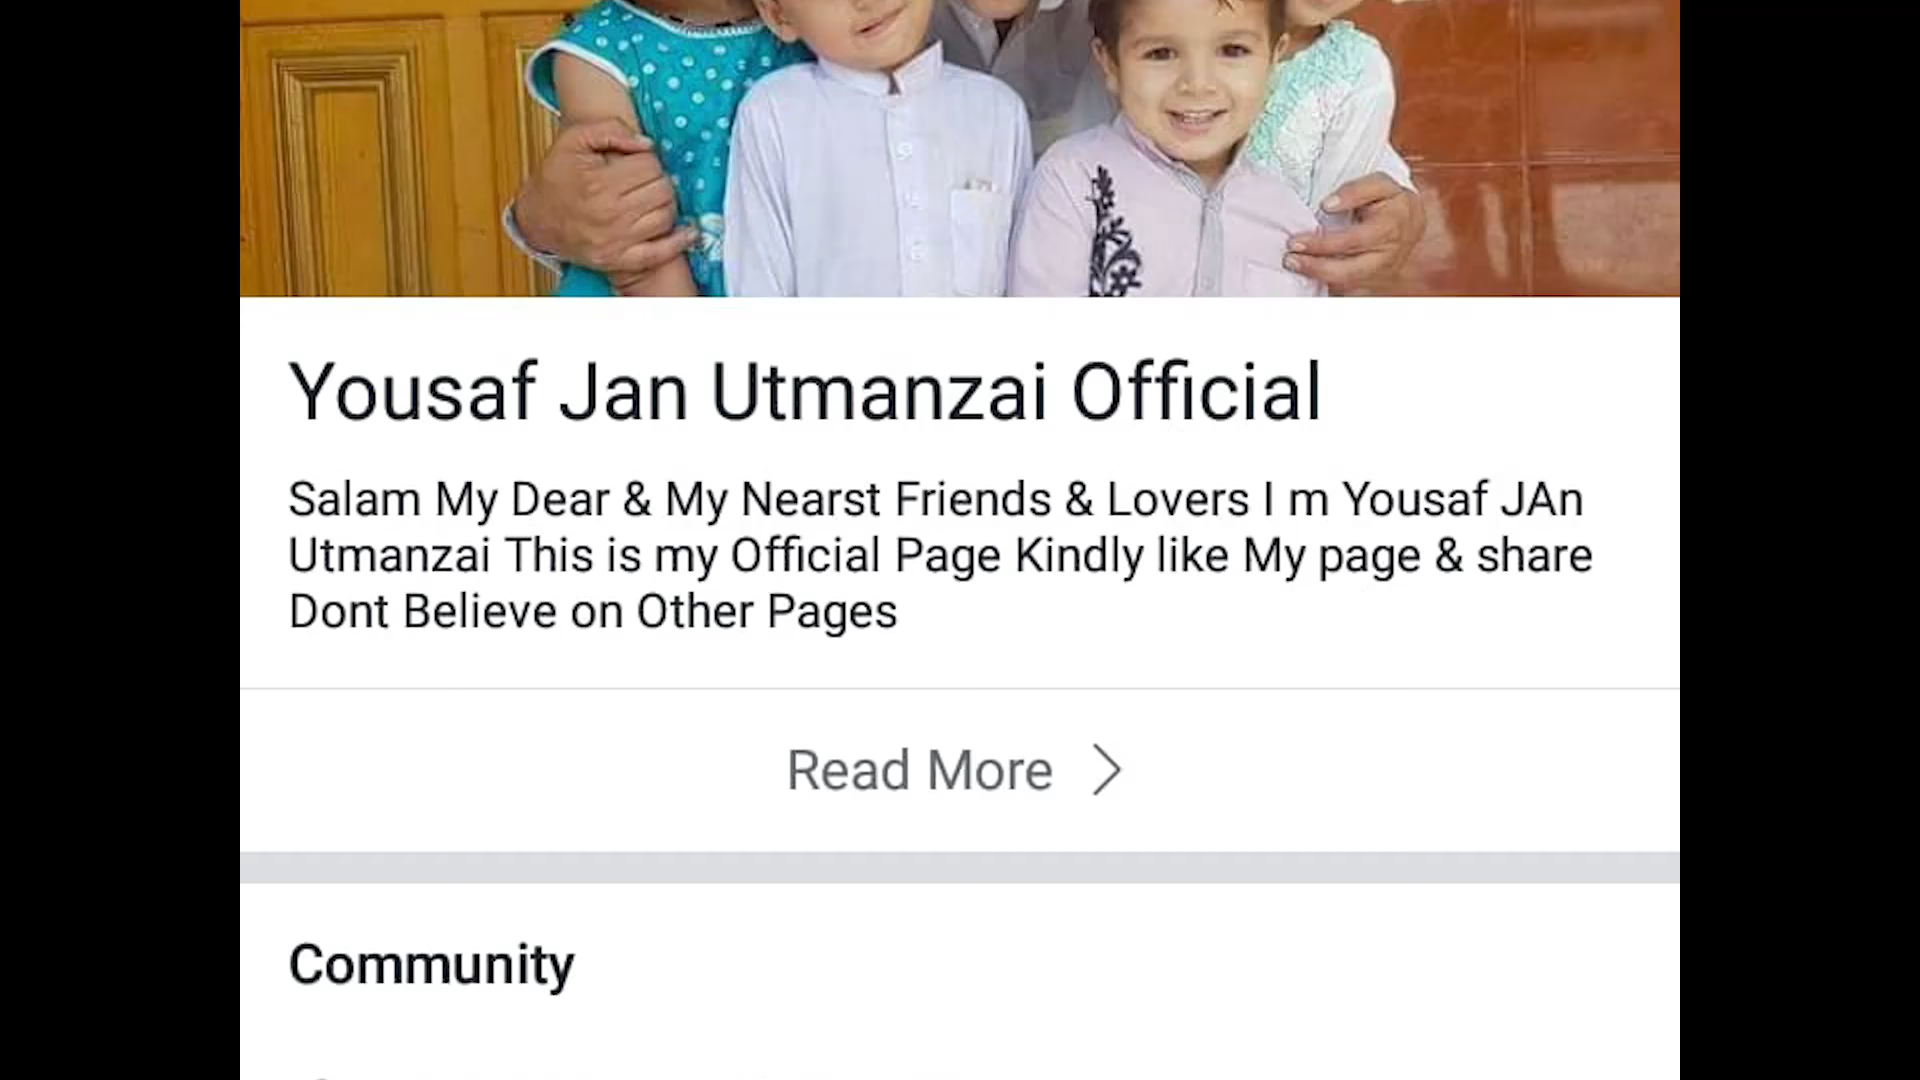 Yousaf Jan Utmanzai Official
Salam My Dear & My Nearst Friends & Lovers I m Yousaf JAn
Utmanzai This is my Official Page Kindly like My page & share
Dont Believe on Other Pages
Read More
Community